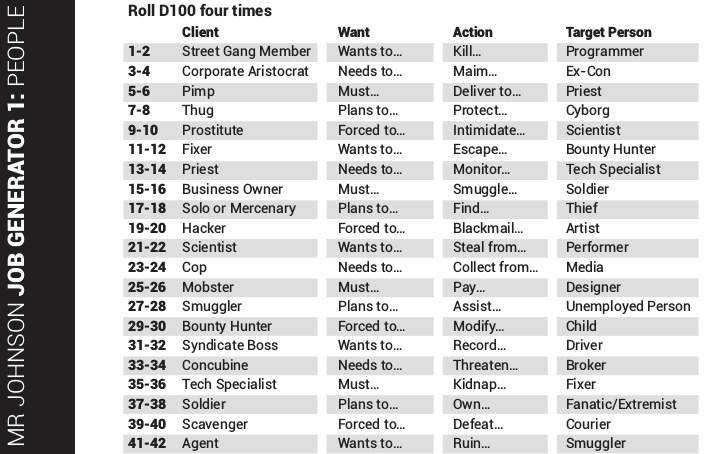 MR JOHNSON JOB GENERATOR 1: PEOPLE
Roll D100 four times
Client Want Action Target Person
1-2 Street Gang Member Wants to... Kill... Programmer
3-4 Corporate Aristocrat Needs to... Maim... Ex-Con
5-6 Pimp Must... Deliver to... Priest
7-8 Thug Plans to... Protect... Cyborg
9-10 Prostitute Forced to... Intimidate... Scientist
11-12 Fixer Wants to... Escape... Bounty Hunter
13-14 Priest Needs to... Monitor... Tech Specialist
15-16 Business Owner Must... Smuggle... Soldier
17-18 Solo or Mercenary Plans to... Find... Thief
19-20 Hacker Forced to... Blackmail... Artist
21-22 Scientist Wants to... Steal from... Performer
23-24 Cop Needs to... Collect from... Media
25-26 Mobster Must... Pay... Designer
27-28 Smuggler Plans to... Assist... Unemployed Person
29-30 Bounty Hunter Forced to... Modify... Child
31-32 Syndicate Boss Wants to... Record... Driver
33-34 Concubine Needs to... Threaten... Broker
35-36 Tech Specialist Must... Kidnap... Fixer
37-38 Soldier Plans to... Own... Fanatic/Extremist
39-40 Scavenger Forced to... Defeat... Courier
41-42 Agent Wants to... Ruin... Smuggler